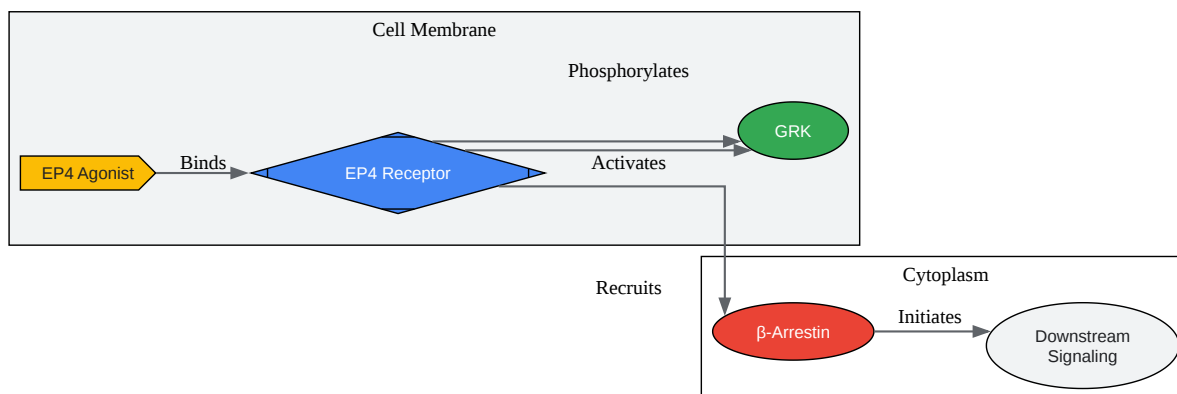 Cell Membrane
Phosphorylates
GRK
EP4 Agonist
Binds
EP4 Receptor
Activates
Recruits
Cytoplasm
β-Arrestin
Initiates
Downstream
Signaling